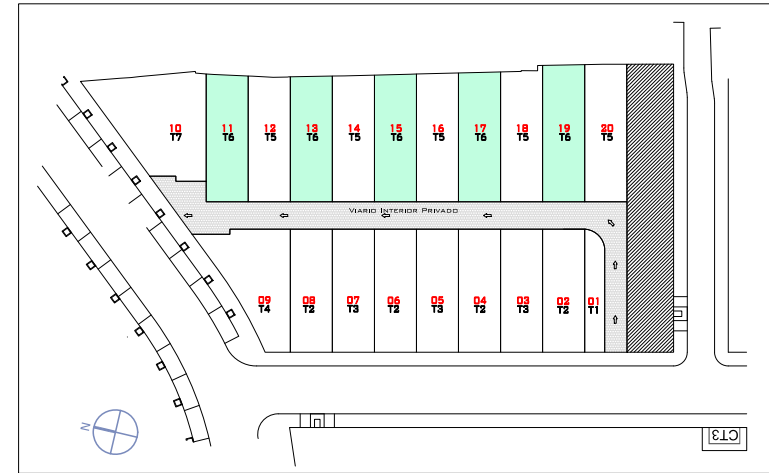 10 11 12 13 14 15 16 17 18 19 20
T7 T6 T5 T6 T5 T6 T5 T6 T5 T6 T5
Viario Interior Privado
09 08 07 06 05 04 03 02 01
T4 T2 T3 T2 T3 T2 T3 T2 T1
N
CT3